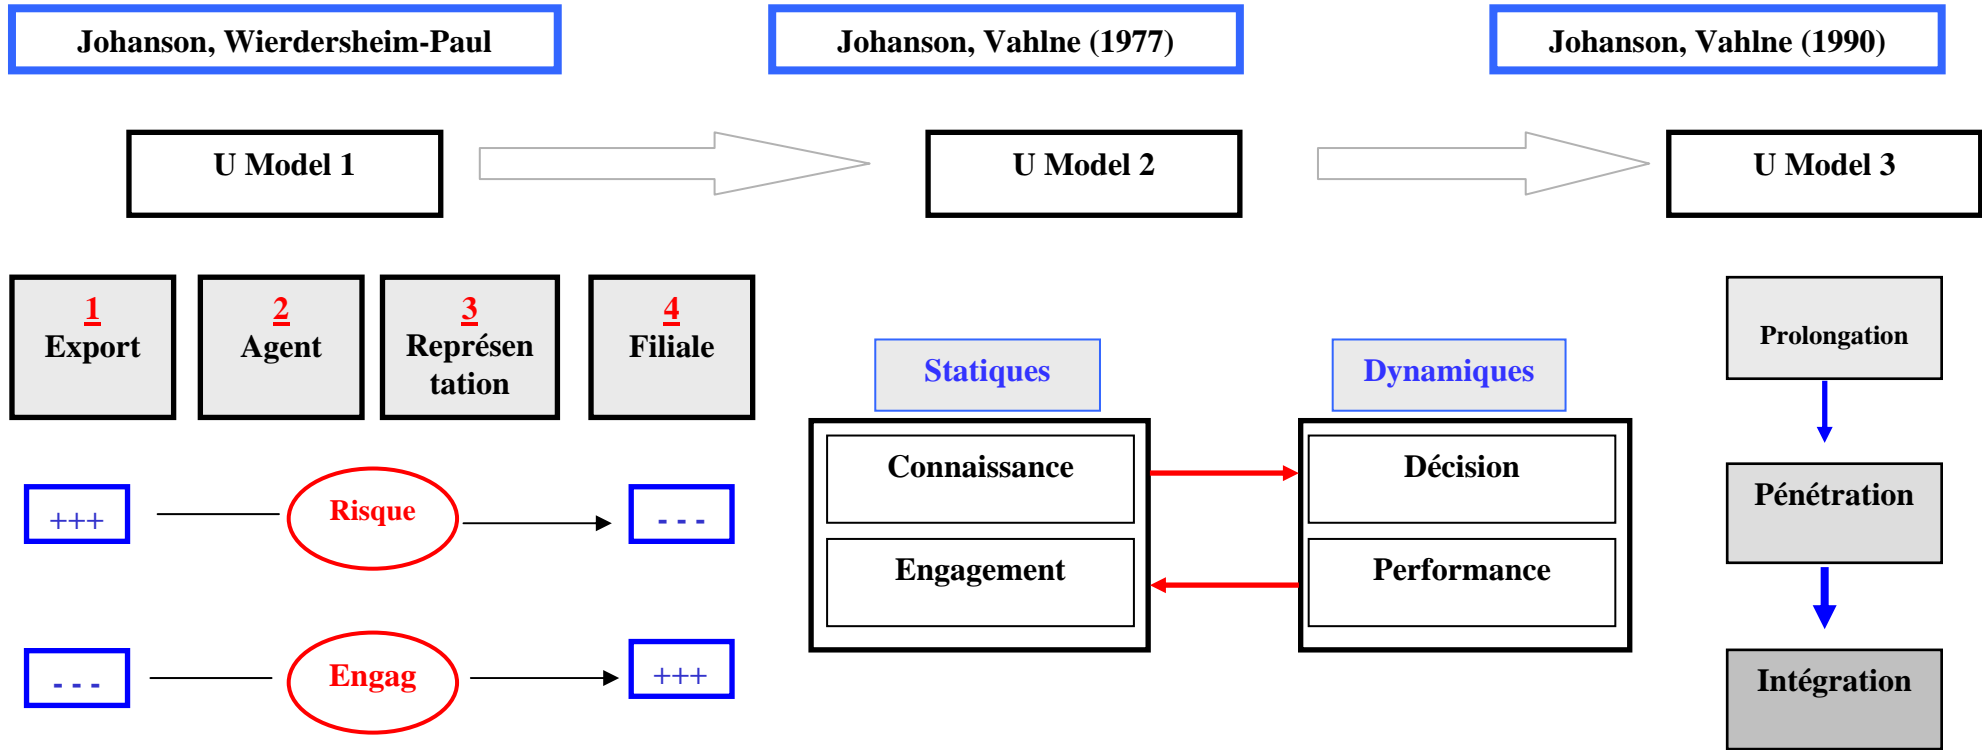 Johanson, Wierdersheim-Paul
Johanson, Vahlne (1977)
Johanson, Vahlne (1990)
U Model 1
U Model 2
U Model 3
1
Export
2
Agent
3
Représen
tation
4
Filiale
+++
Risque
- - -
- - -
Engag
+++
Statiques
Dynamiques
Connaissance
Décision
Engagement
Performance
Prolongation
Pénétration
Intégration